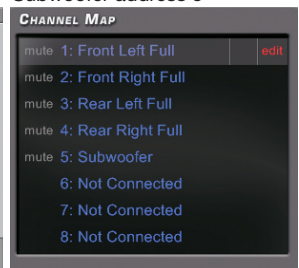 CHANNEL MAP
mute 1: Front Left Full edit
mute 2: Front Right Full
mute 3: Rear Left Full
mute 4: Rear Right Full
mute 5: Subwoofer
6: Not Connected
7: Not Connected
8: Not Connected